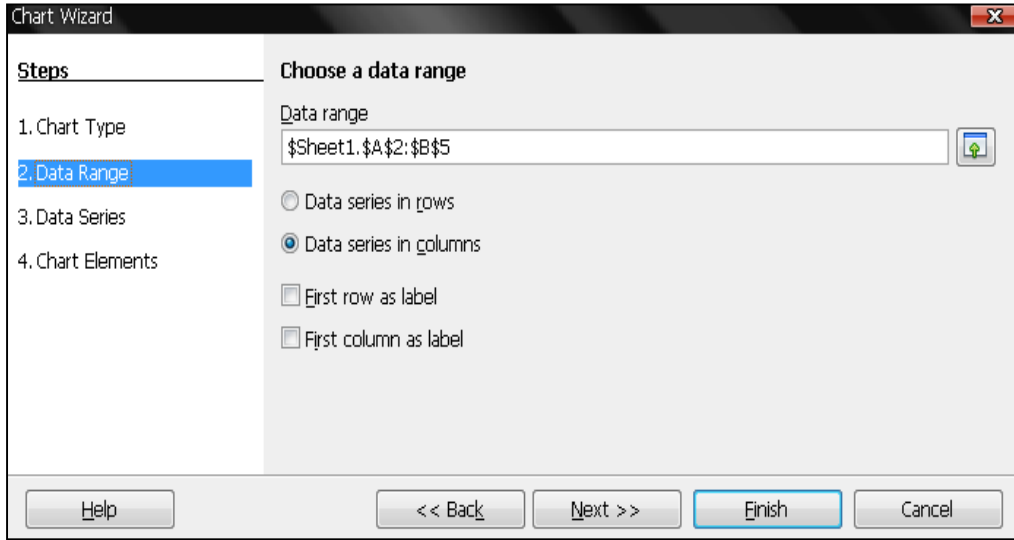 Chart Wizard
Steps
1. Chart Type
2. Data Range
3. Data Series
4. Chart Elements
Choose a data range
Data range
$Sheet1.$A$2:$B$5
Data series in rows
Data series in columns
First row as label
First column as label
Help
<< Back
Next >>
Finish
Cancel